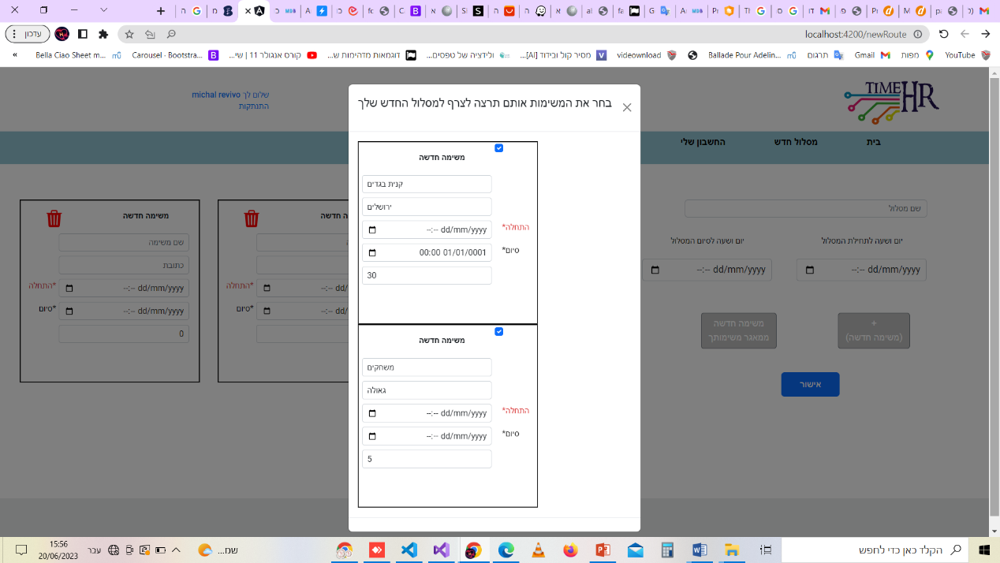 עדכון
localhost:4200/newRoute
YouTube
מפות
Gmail
תרגום
Ballade Pour Adelin...
videownload
מסיר קול ובידוד [AI]...
ולידציה של טפסים...
דוגמאות מדהימות ש...
קורס אנגולר 11 | שי...
Carousel · Bootstra...
Bella Ciao Sheet m...
TIMEHR
שלום לך michal revivo
התנתקות
בית
מסלול חדש
החשבון שלי
בחר את המשימות אותם תרצה לצרף למסלול החדש שלך
משימה חדשה
קנית בגדים
ירושלים
התחלה*
dd/mm/yyyy --:--
סיום*
01/01/0001 00:00
30
משימה חדשה
משחקים
גאולה
התחלה*
dd/mm/yyyy --:--
סיום*
dd/mm/yyyy --:--
5
שם מסלול
יום ושעה לתחילת המסלול
יום ושעה לסיום המסלול
dd/mm/yyyy --:--
dd/mm/yyyy --:--
+
(משימה חדשה)
משימה חדשה
ממאגר משימותך
אישור
ה חדשה
*התחלה
dd/ --:--
*סיום
dd/ --:--
משימה חדשה
שם משימה
כתובת
*התחלה
dd/mm/yyyy --:--
*סיום
dd/mm/yyyy --:--
0
הקלד כאן כדי לחפש
שמ...
עבר
15:56
20/06/2023